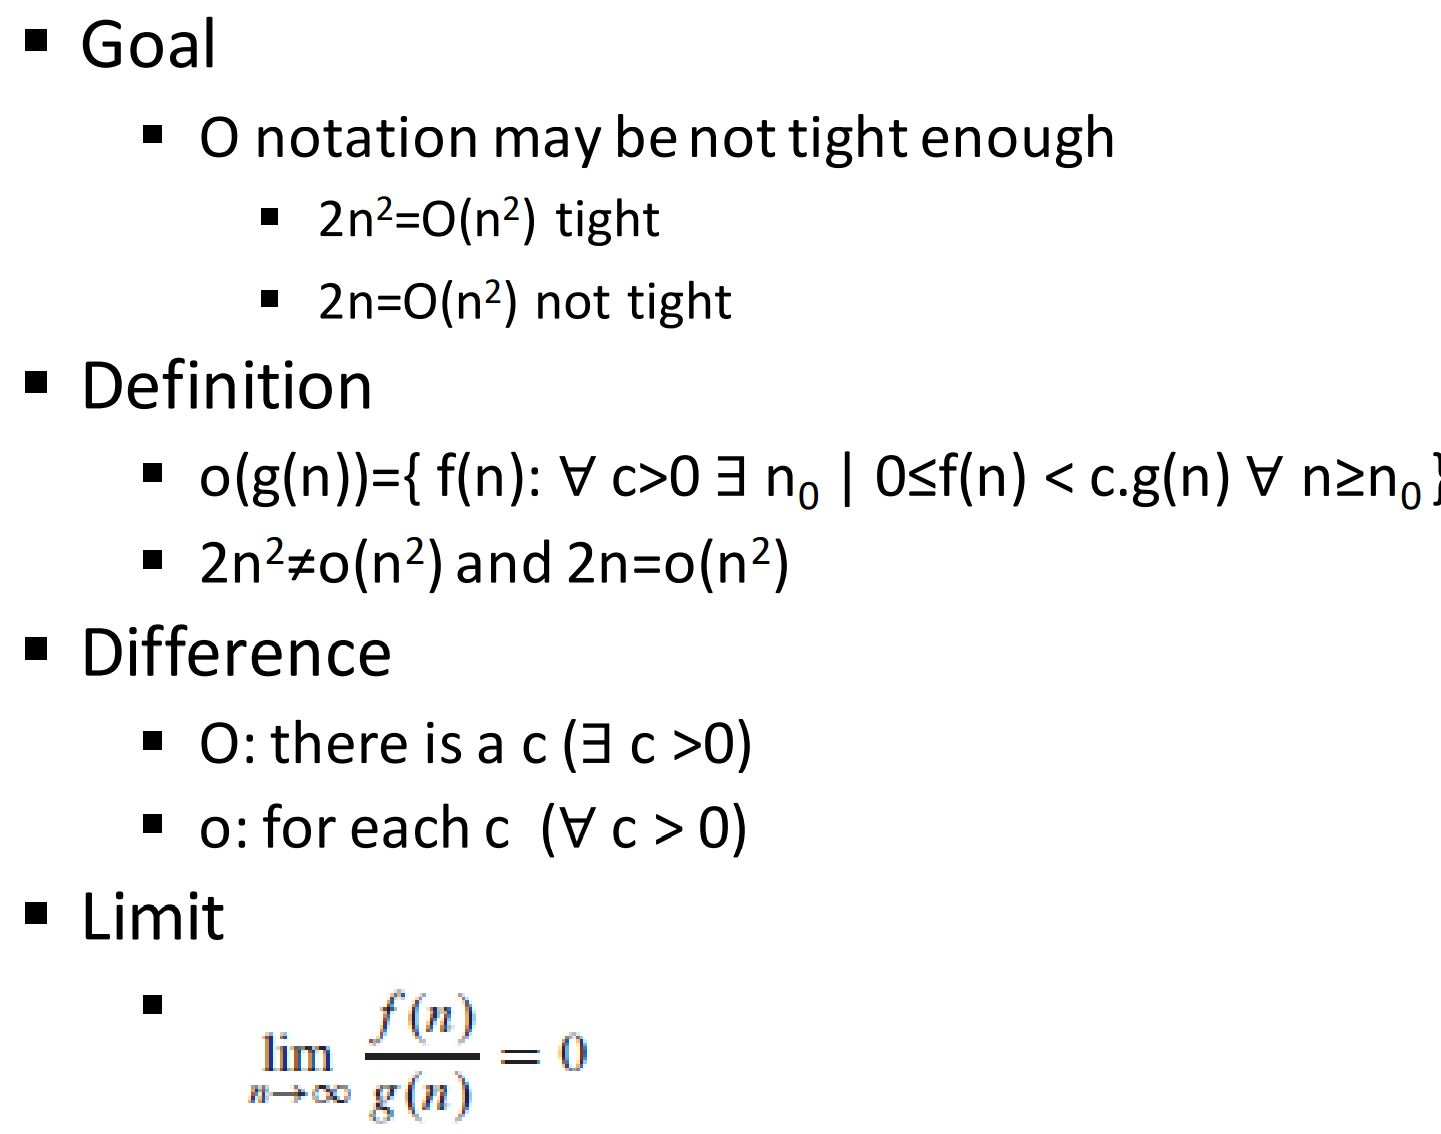 ▪ Goal
▪ O notation may be not tight enough
▪ 2n²=O(n²) tight
▪ 2n=O(n²) not tight
▪ Definition
▪ o(g(n))={ f(n): ∀ c>0 ∃ n₀ | 0≤f(n) < c.g(n) ∀ n≥n₀ }
▪ 2n²≠o(n²) and 2n=o(n²)
▪ Difference
▪ O: there is a c (∃ c >0)
▪ o: for each c (∀ c > 0)
▪ Limit
▪ lim n→∞ f(n)/g(n) = 0